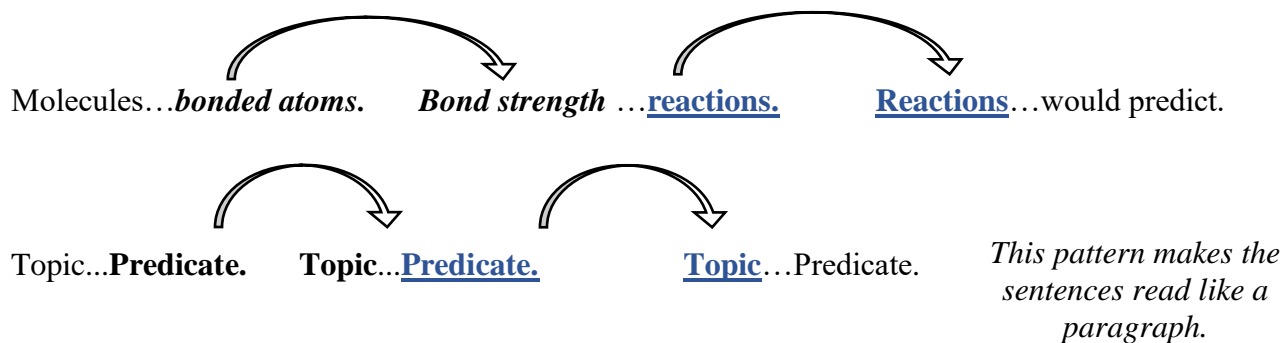 Molecules…bonded atoms. Bond strength …reactions. Reactions…would predict.
Topic...Predicate. Topic...Predicate. Topic…Predicate.
This pattern makes the
sentences read like a
paragraph.